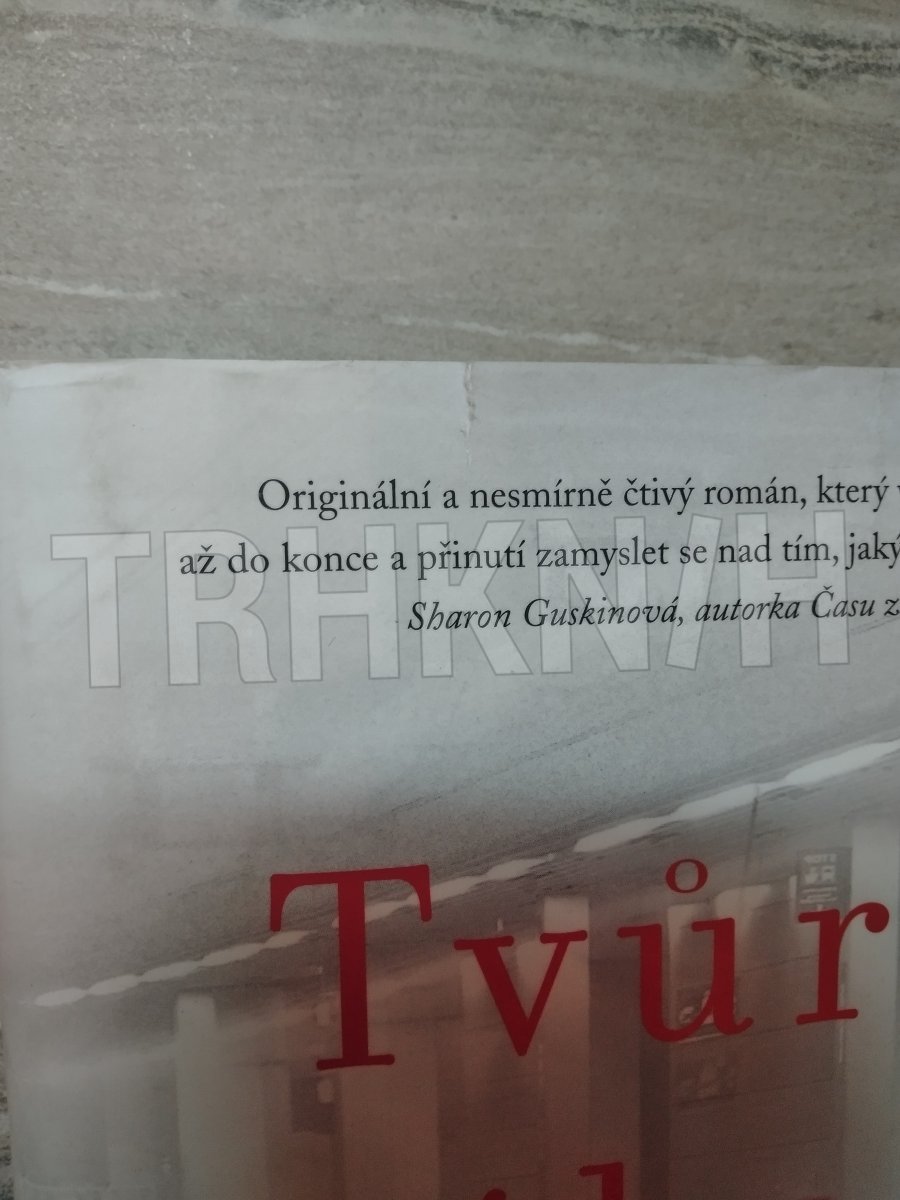 Originální a nesmírně čtivý román, který
až do konce a přinutí zamyslet se nad tím, jaký
Sharon Guskinová, autorka Času z
TRHKN/H
Tvůr